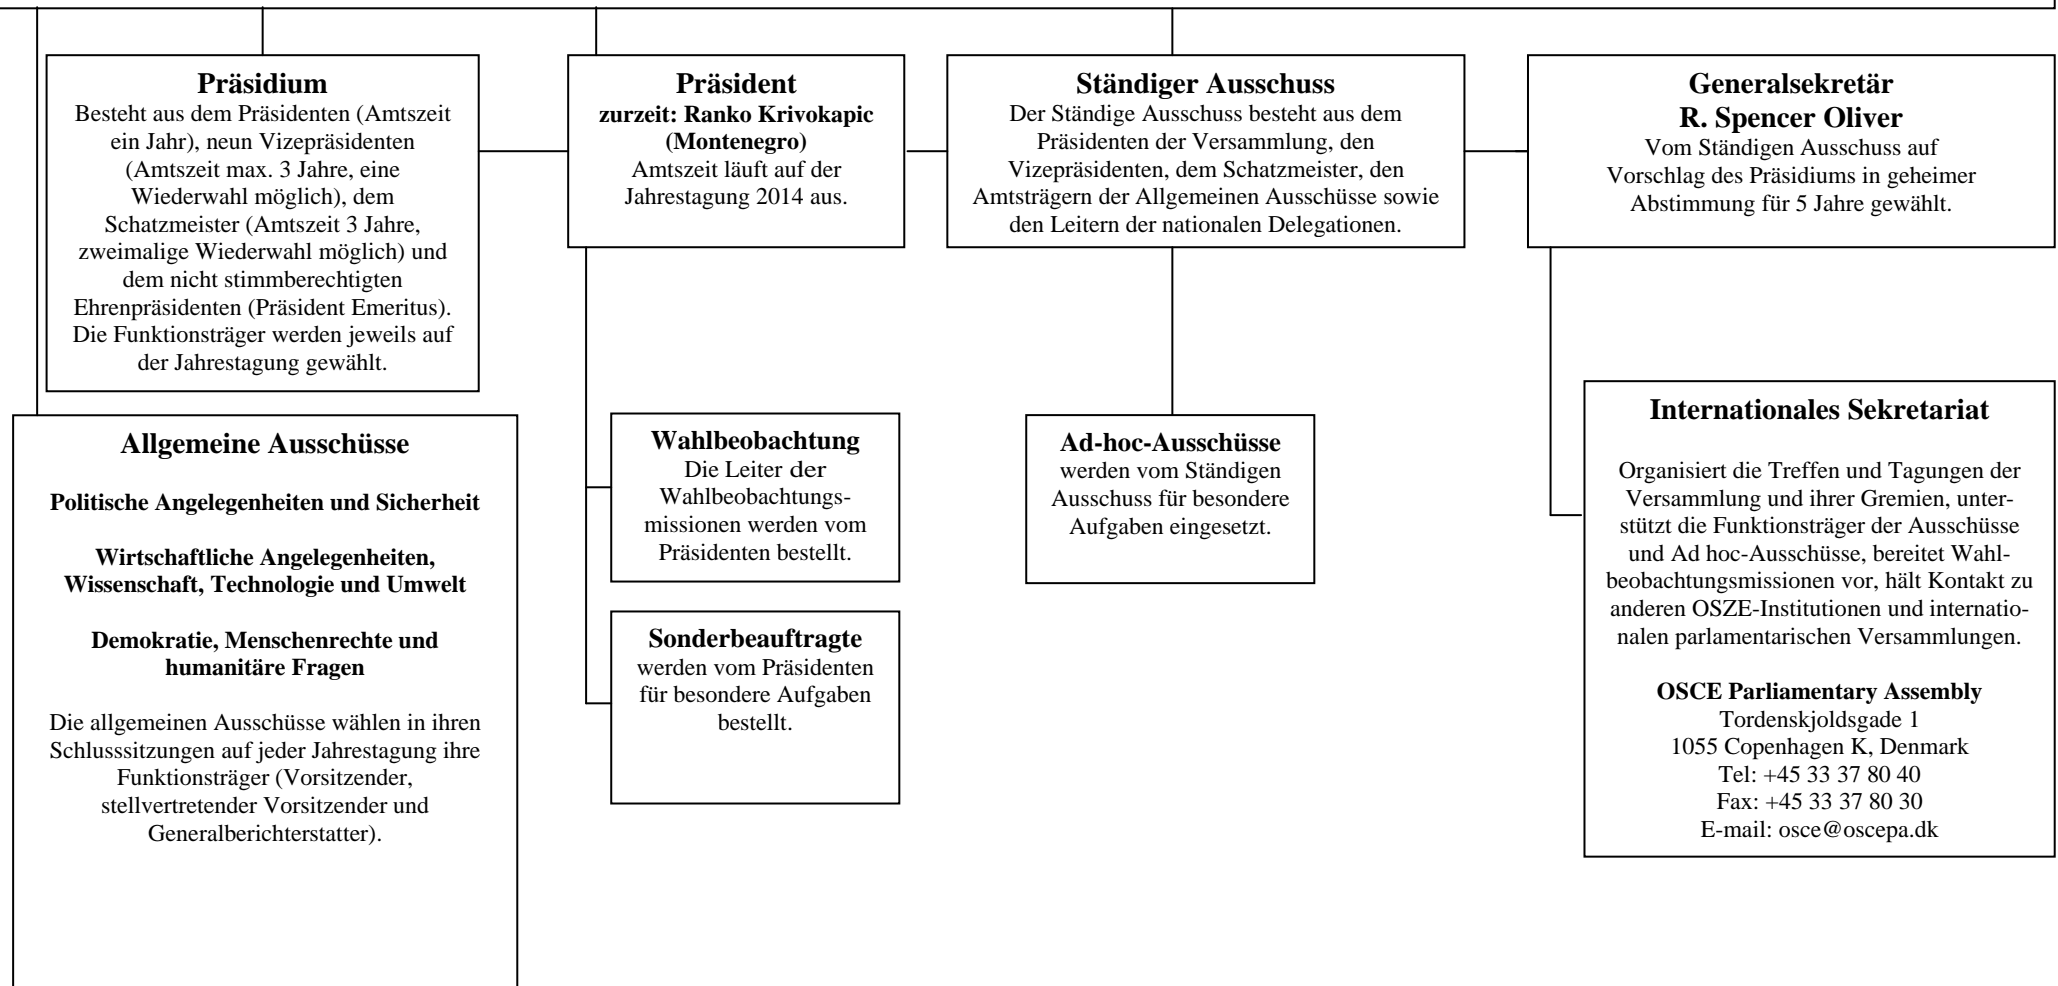 Präsidium
Besteht aus dem Präsidenten (Amtszeit
ein Jahr), neun Vizepräsidenten
(Amtszeit max. 3 Jahre, eine
Wiederwahl möglich), dem
Schatzmeister (Amtszeit 3 Jahre,
zweimalige Wiederwahl möglich) und
dem nicht stimmberechtigten
Ehrenpräsidenten (Präsident Emeritus).
Die Funktionsträger werden jeweils auf
der Jahrestagung gewählt.
Präsident
zurzeit: Ranko Krivokapic
(Montenegro)
Amtszeit läuft auf der
Jahrestagung 2014 aus.
Ständiger Ausschuss
Der Ständige Ausschuss besteht aus dem
Präsidenten der Versammlung, den
Vizepräsidenten, dem Schatzmeister, den
Amtsträgern der Allgemeinen Ausschüsse sowie
den Leitern der nationalen Delegationen.
Generalsekretär
R. Spencer Oliver
Vom Ständigen Ausschuss auf
Vorschlag des Präsidiums in geheimer
Abstimmung für 5 Jahre gewählt.
Allgemeine Ausschüsse
Politische Angelegenheiten und Sicherheit
Wirtschaftliche Angelegenheiten,
Wissenschaft, Technologie und Umwelt
Demokratie, Menschenrechte und
humanitäre Fragen
Die allgemeinen Ausschüsse wählen in ihren
Schlusssitzungen auf jeder Jahrestagung ihre
Funktionsträger (Vorsitzender,
stellvertretender Vorsitzender und
Generalberichterstatter).
Wahlbeobachtung
Die Leiter der
Wahlbeobachtungs-
missionen werden vom
Präsidenten bestellt.
Sonderbeauftragte
werden vom Präsidenten
für besondere Aufgaben
bestellt.
Ad-hoc-Ausschüsse
werden vom Ständigen
Ausschuss für besondere
Aufgaben eingesetzt.
Internationales Sekretariat
Organisiert die Treffen und Tagungen der
Versammlung und ihrer Gremien, unter-
stützt die Funktionsträger der Ausschüsse
und Ad hoc-Ausschüsse, bereitet Wahl-
beobachtungsmissionen vor, hält Kontakt zu
anderen OSZE-Institutionen und internatio-
nalen parlamentarischen Versammlungen.
OSCE Parliamentary Assembly
Tordenskjoldsgade 1
1055 Copenhagen K, Denmark
Tel: +45 33 37 80 40
Fax: +45 33 37 80 30
E-mail: osce@oscepa.dk